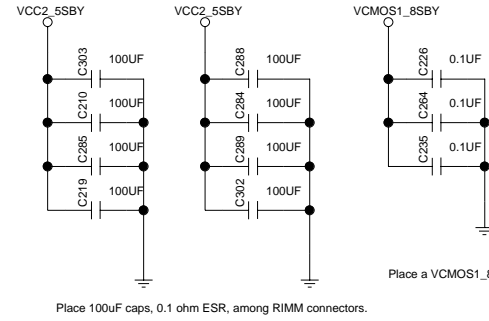 VCC2_5SBY
VCC2_5SBY
VCMOS1_8SBY
C303
100UF
C210
100UF
C285
100UF
C219
100UF
C288
100UF
C284
100UF
C289
100UF
C302
100UF
C226
0.1UF
C264
0.1UF
C235
0.1UF
Place a VCMOS1_8
Place 100uF caps, 0.1 ohm ESR, among RIMM connectors.